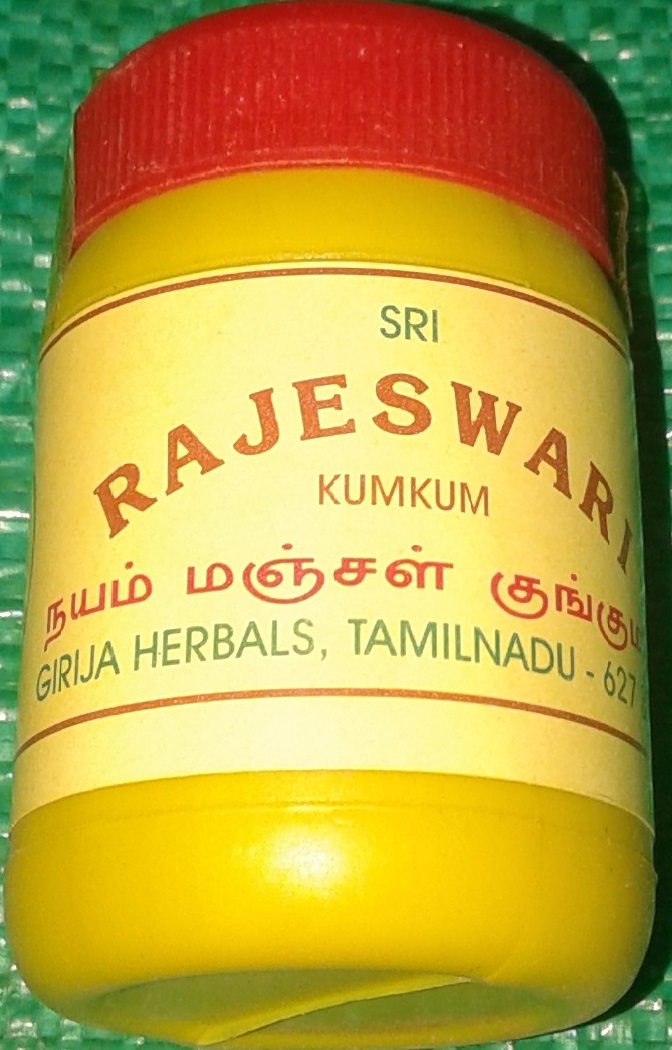 SRI
RAJESWARI
KUMKUM
நயம் மஞ்சள்
GIRIJA HERBALS, TAMILNADU - 627